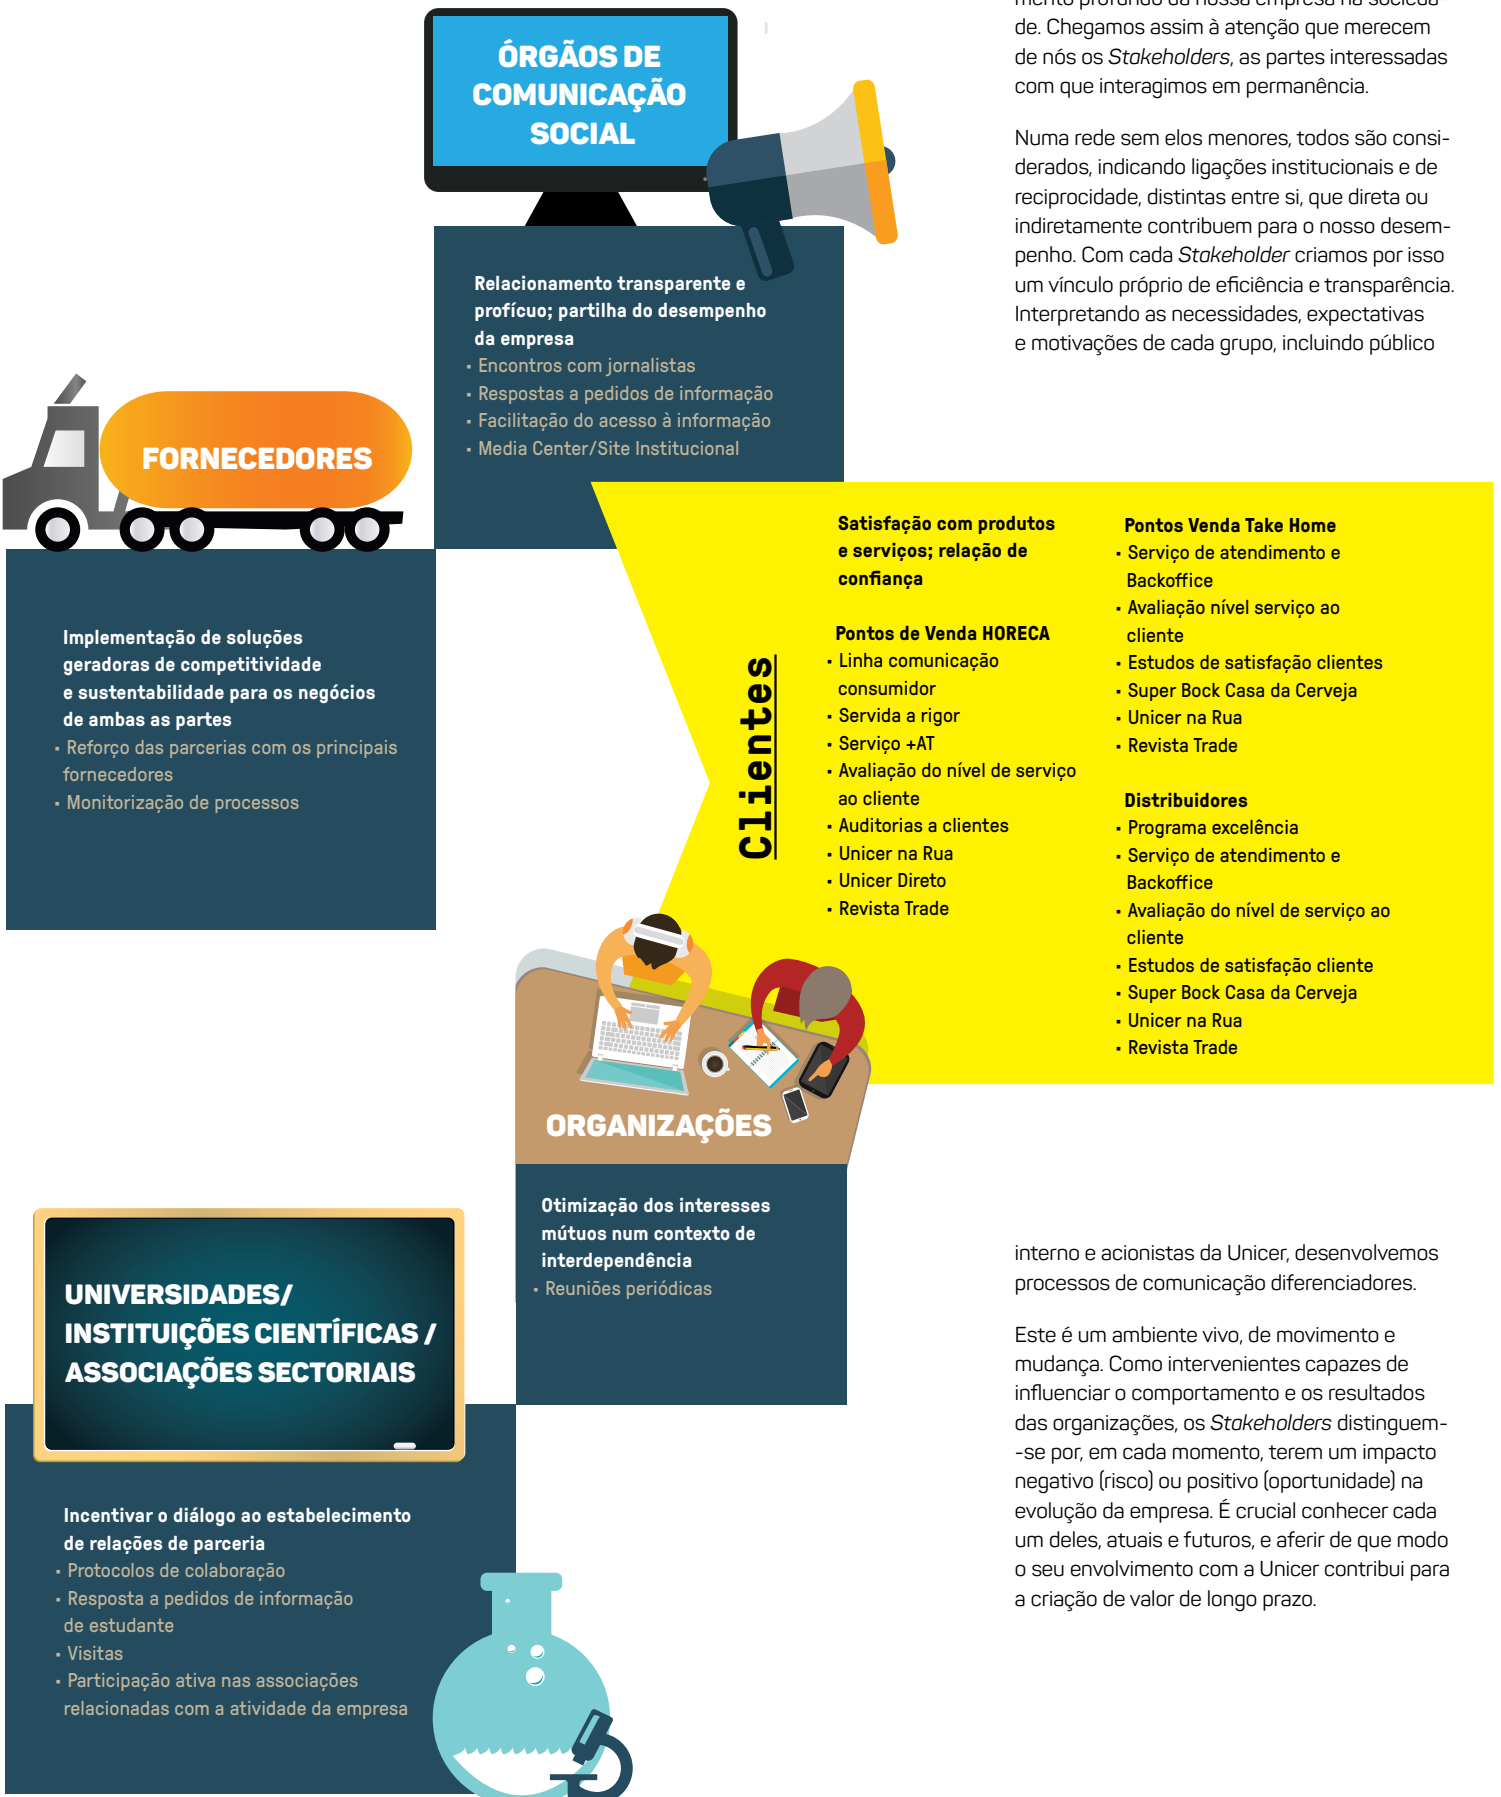 mento profundo da nossa empresa na socieda-
de. Chegamos assim à atenção que merecem
de nós os Stakeholders, as partes interessadas
com que interagimos em permanência.
Numa rede sem elos menores, todos são consi-
derados, indicando ligações institucionais e de
reciprocidade, distintas entre si, que direta ou
indiretamente contribuem para o nosso desem-
penho. Com cada Stakeholder criamos por isso
um vínculo próprio de eficiência e transparência.
Interpretando as necessidades, expectativas
e motivações de cada grupo, incluindo público
ÓRGÃOS DE
COMUNICAÇÃO
SOCIAL
Relacionamento transparente e
profícuo; partilha do desempenho
da empresa
• Encontros com jornalistas
• Respostas a pedidos de informação
• Facilitação do acesso à informação
• Media Center/Site Institucional
FORNECEDORES
Implementação de soluções
geradoras de competitividade
e sustentabilidade para os negócios
de ambas as partes
• Reforço das parcerias com os principais
fornecedores
• Monitorização de processos
Clientes
Satisfação com produtos
e serviços; relação de
confiança
Pontos de Venda HORECA
• Linha comunicação
consumidor
• Servida a rigor
• Serviço +AT
• Avaliação do nível de serviço
ao cliente
• Auditorias a clientes
• Unicer na Rua
• Unicer Direto
• Revista Trade
Pontos Venda Take Home
• Serviço de atendimento e
Backoffice
• Avaliação nível serviço ao
cliente
• Estudos de satisfação clientes
• Super Bock Casa da Cerveja
• Unicer na Rua
• Revista Trade
Distribuidores
• Programa excelência
• Serviço de atendimento e
Backoffice
• Avaliação do nível de serviço ao
cliente
• Estudos de satisfação cliente
• Super Bock Casa da Cerveja
• Unicer na Rua
• Revista Trade
ORGANIZAÇÕES
Otimização dos interesses
mútuos num contexto de
interdependência
• Reuniões periódicas
UNIVERSIDADES/
INSTITUIÇÕES CIENTÍFICAS /
ASSOCIAÇÕES SECTORIAIS
Incentivar o diálogo ao estabelecimento
de relações de parceria
• Protocolos de colaboração
• Resposta a pedidos de informação
de estudante
• Visitas
• Participação ativa nas associações
relacionadas com a atividade da empresa
interno e acionistas da Unicer, desenvolvemos
processos de comunicação diferenciadores.
Este é um ambiente vivo, de movimento e
mudança. Como intervenientes capazes de
influenciar o comportamento e os resultados
das organizações, os Stakeholders distinguem-
-se por, em cada momento, terem um impacto
negativo (risco) ou positivo (oportunidade) na
evolução da empresa. É crucial conhecer cada
um deles, atuais e futuros, e aferir de que modo
o seu envolvimento com a Unicer contribui para
a criação de valor de longo prazo.